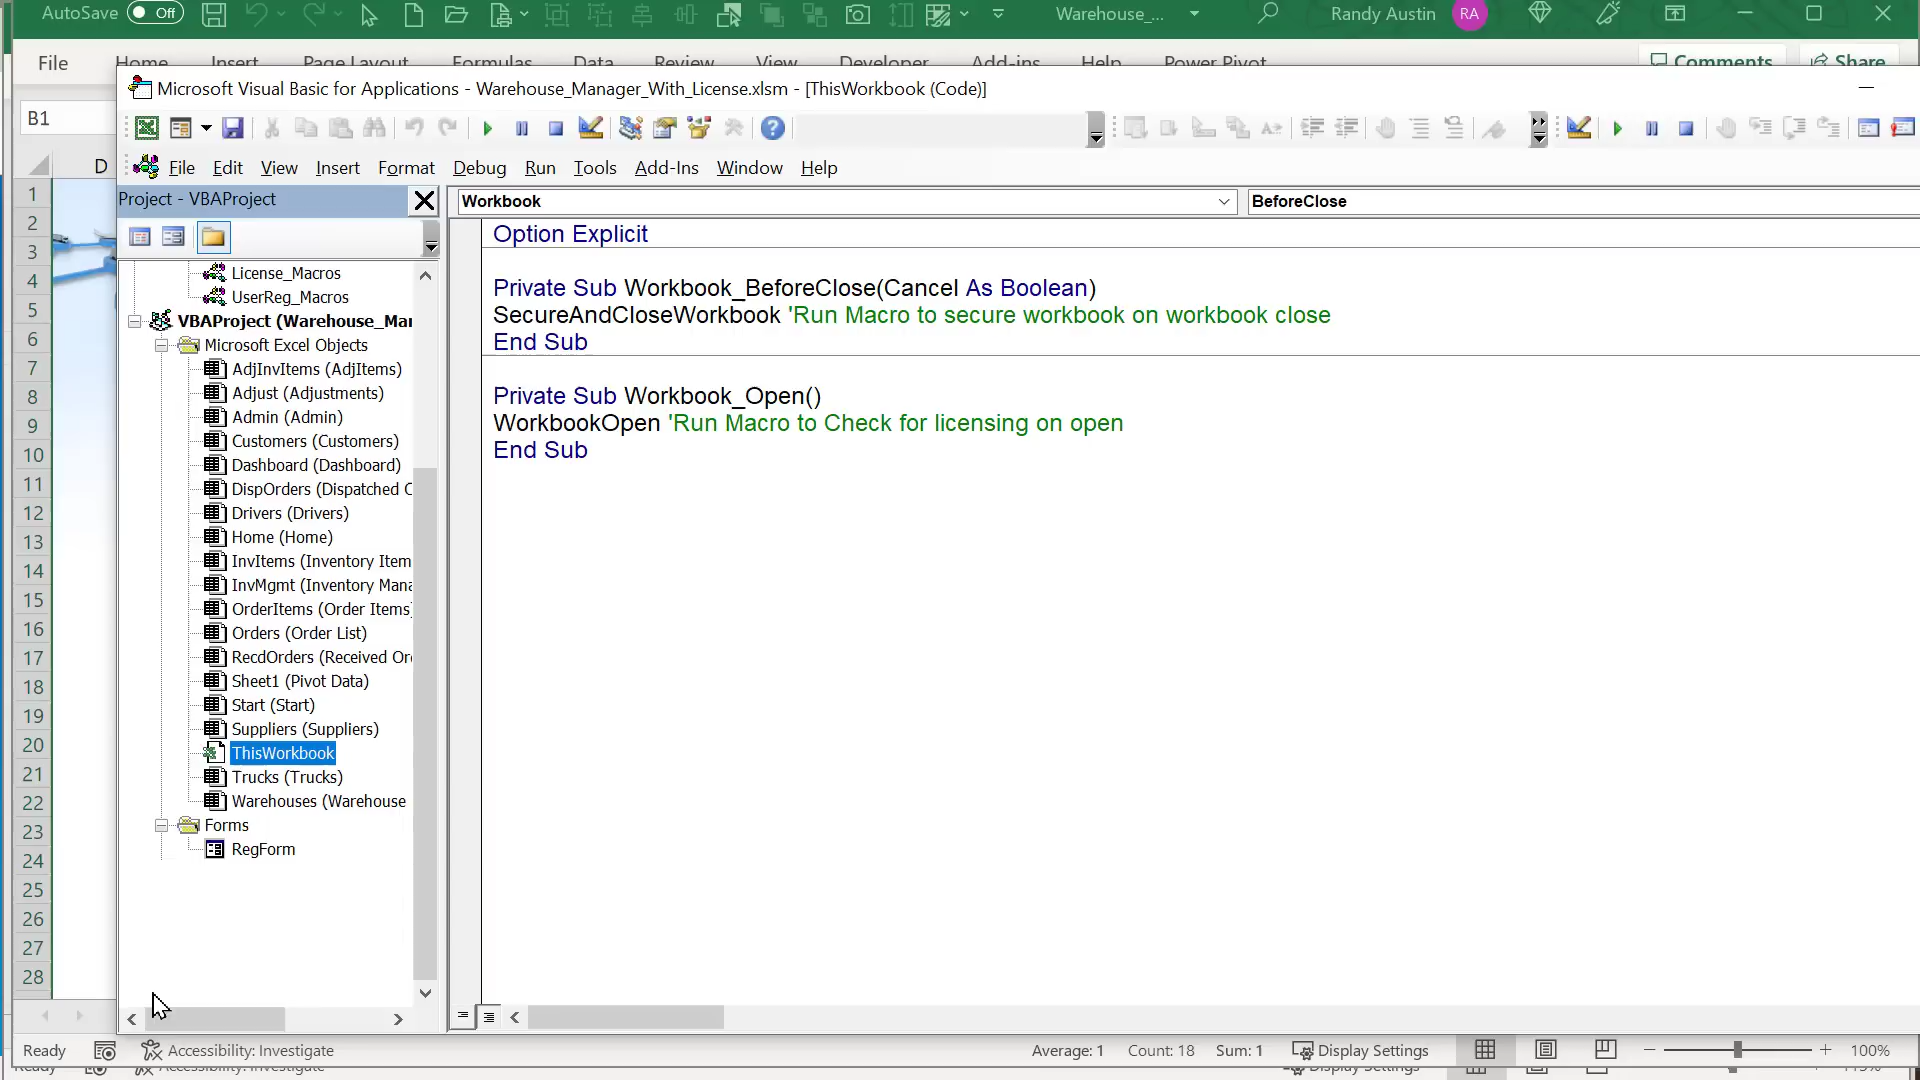 AutoSave Off Warehouse_... Randy Austin RA
File Home Insert Page Layout Formulas Data Review View Developer Add-ins Help Power Pivot Comments Share
Microsoft Visual Basic for Applications - Warehouse_Manager_With_License.xlsm - [ThisWorkbook (Code)]
B1
File Edit View Insert Format Debug Run Tools Add-Ins Window Help
Project - VBAProject
Workbook BeforeClose
D
1
2
3
4
5
6
7
8
9
10
11
12
13
14
15
16
17
18
19
20
21
22
23
24
25
26
27
28
License_Macros
UserReg_Macros
VBAProject (Warehouse_Mar
Microsoft Excel Objects
AdjInvItems (AdjItems)
Adjust (Adjustments)
Admin (Admin)
Customers (Customers)
Dashboard (Dashboard)
DispOrders (Dispatched O
Drivers (Drivers)
Home (Home)
InvItems (Inventory Item
InvMgmt (Inventory Mana
OrderItems (Order Items)
Orders (Order List)
RecdOrders (Received Or
Sheet1 (Pivot Data)
Start (Start)
Suppliers (Suppliers)
ThisWorkbook
Trucks (Trucks)
Warehouses (Warehouse
Forms
RegForm
Option Explicit
Private Sub Workbook_BeforeClose(Cancel As Boolean)
SecureAndCloseWorkbook 'Run Macro to secure workbook on workbook close
End Sub
Private Sub Workbook_Open()
WorkbookOpen 'Run Macro to Check for licensing on open
End Sub
Ready Accessibility: Investigate Average: 1 Count: 18 Sum: 1 Display Settings 100%
Ready Accessibility: Investigate Display Settings